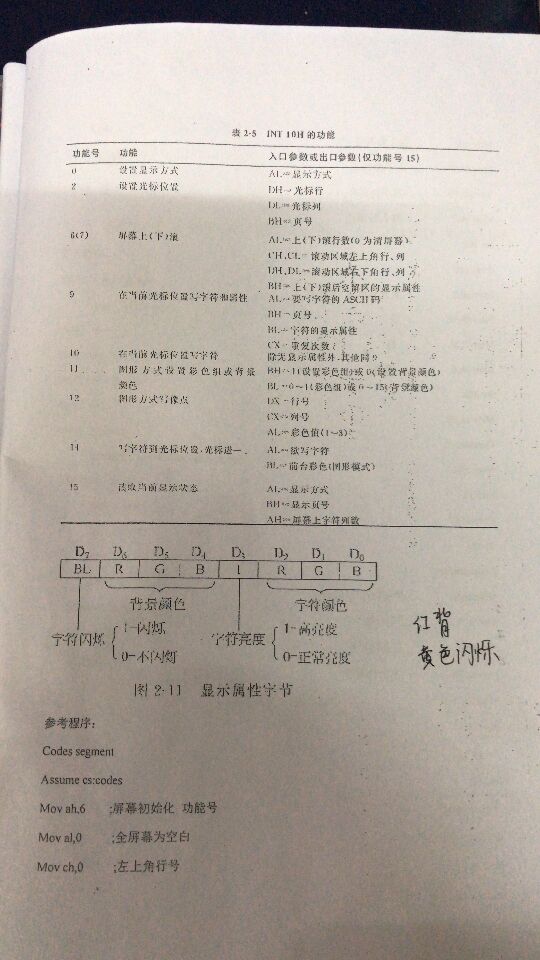 表 2-5 INT 10H 的功能
功能号 功能 入口参数或出口参数(仅功能号 15)
0 设置显示方式 AL=显示方式
2 设置光标位置 DH=光标行
DL=光标列
BH=页号
6(7) 屏幕上(下)滚 AL=上(下)滚行数(0 为清屏幕)
CH,CL=滚动区域左上角行、列
DH,DL=滚动区域右下角行、列
BH=上(下)滚后空留区的显示属性
9 在当前光标位置写字符和属性 AL=要写字符的 ASCII 码
BH=页号
BL=字符的显示属性
CX=重复次数
10 在当前光标位置写字符 除无显示属性外,其他同 9
11 图形方式设置彩色组或背景 BH=1(设置彩色组)或 0(设置背景颜色)
颜色 BL=0~1(彩色组)或 0~15(背景颜色)
12 图形方式写像点 DX=行号
CX=列号
AL=彩色值(1~3)
14 写字符到光标位置,光标进一 AL=欲写字符
BL=前台彩色(图形模式)
15 读取当前显示状态 AL=显示方式
BH=显示页号
AH=屏幕上字符列数
D7 D6 D5 D4 D3 D2 D1 D0
BL R G B I R G B
背景颜色 字符颜色
字符闪烁 1-闪烁 0-不闪烁 字符亮度 1-高亮度 0-正常亮度
红背
黄色闪烁
图 2-11 显示属性字节
参考程序:
Codes segment
Assume cs:codes
Mov ah,6 ;屏幕初始化 功能号
Mov al,0 ;全屏幕为空白
Mov ch,0 ;左上角行号